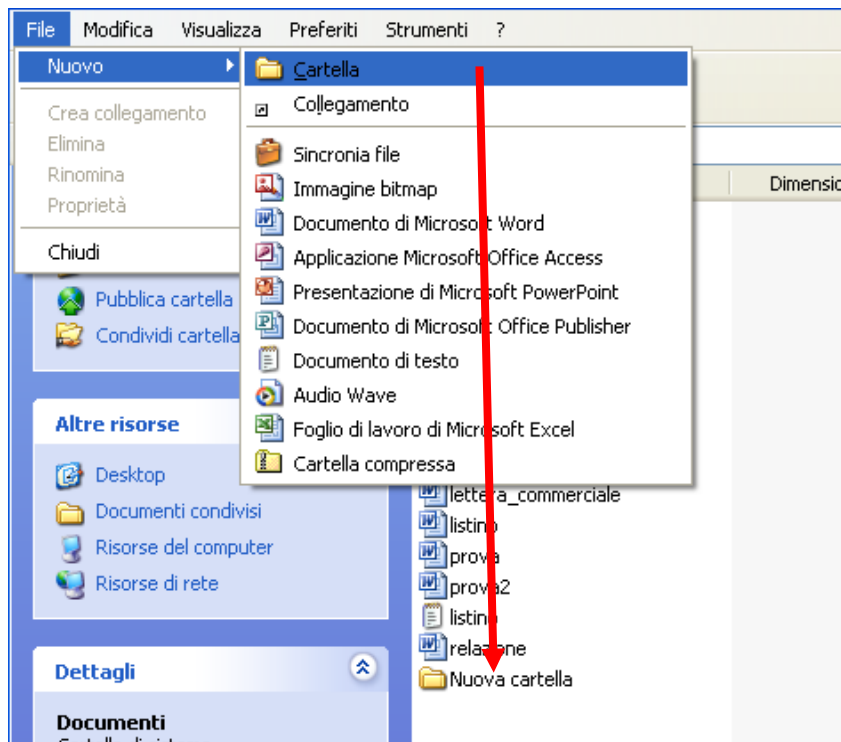 File Modifica Visualizza Preferiti Strumenti ?
Nuovo
Crea collegamento
Elimina
Rinomina
Proprietà
Chiudi
Cartella
Collegamento
Sincronia file
Immagine bitmap
Documento di Microsoft Word
Applicazione Microsoft Office Access
Presentazione di Microsoft PowerPoint
Documento di Microsoft Office Publisher
Documento di testo
Audio Wave
Foglio di lavoro di Microsoft Excel
Cartella compressa
Dimensio
Pubblica cartella
Condividi cartella
Altre risorse
Desktop
Documenti condivisi
Risorse del computer
Risorse di rete
lettera_commerciale
listino
prova
prova2
listino
relazione
Nuova cartella
Dettagli
Documenti